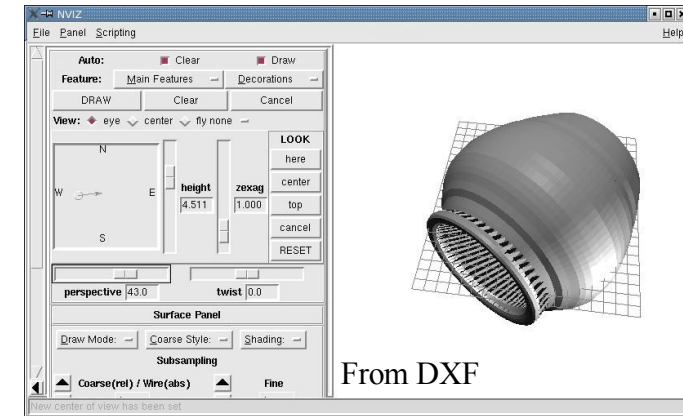 NVIZ
File Panel Scripting Help
Auto: Clear Draw
Feature: Main Features Decorations
DRAW Clear Cancel
View: eye center fly none
LOOK
here
center
top
cancel
RESET
N
W E
S
height
4.511
zexag
1.000
perspective 43.0 twist 0.0
Surface Panel
Draw Mode: Coarse Style: Shading:
Subsampling
Coarse(rel) / Wire(abs) Fine
New center of view has been set
From DXF